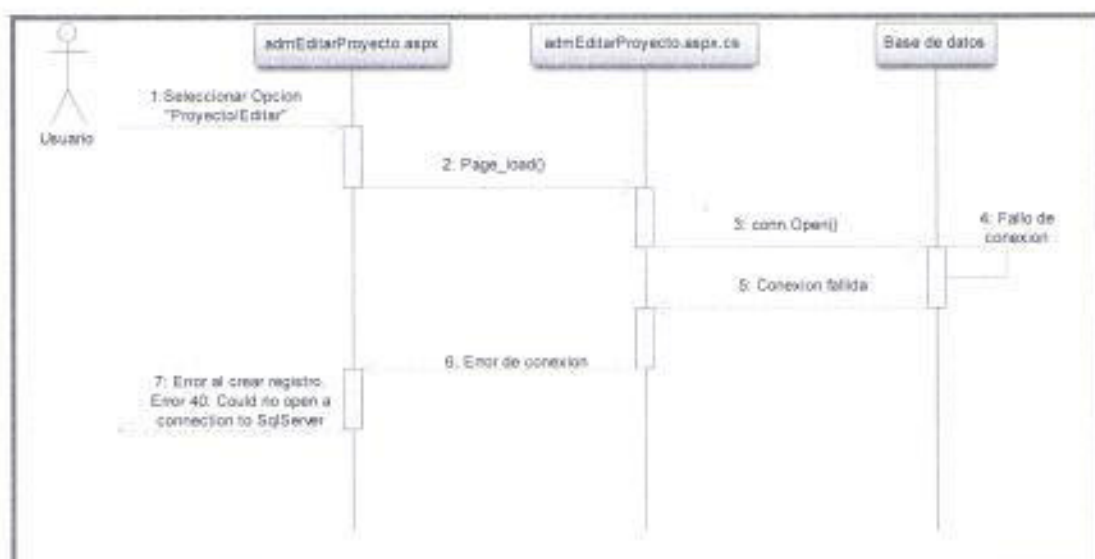 admEditarProyecto.aspx
admEditarProyecto.aspx.cs
Base de datos
Usuario
1:Seleccionar Opcion
"Proyecto/Editar"
2: Page_load()
3: conn.Open()
4: Fallo de
conexion
5: Conexion fallida
6. Error de conexion
7: Error al crear registro.
Error 40. Could no open a
connection to SqlServer